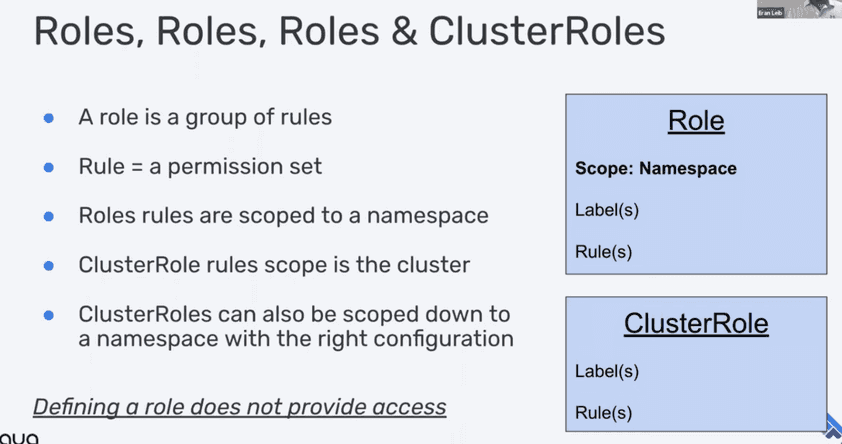 Eran Leib
Roles, Roles, Roles & ClusterRoles
A role is a group of rules
Rule = a permission set
Roles rules are scoped to a namespace
ClusterRole rules scope is the cluster
ClusterRoles can also be scoped down to
a namespace with the right configuration
Defining a role does not provide access
Role
Scope: Namespace
Label(s)
Rule(s)
ClusterRole
Label(s)
Rule(s)